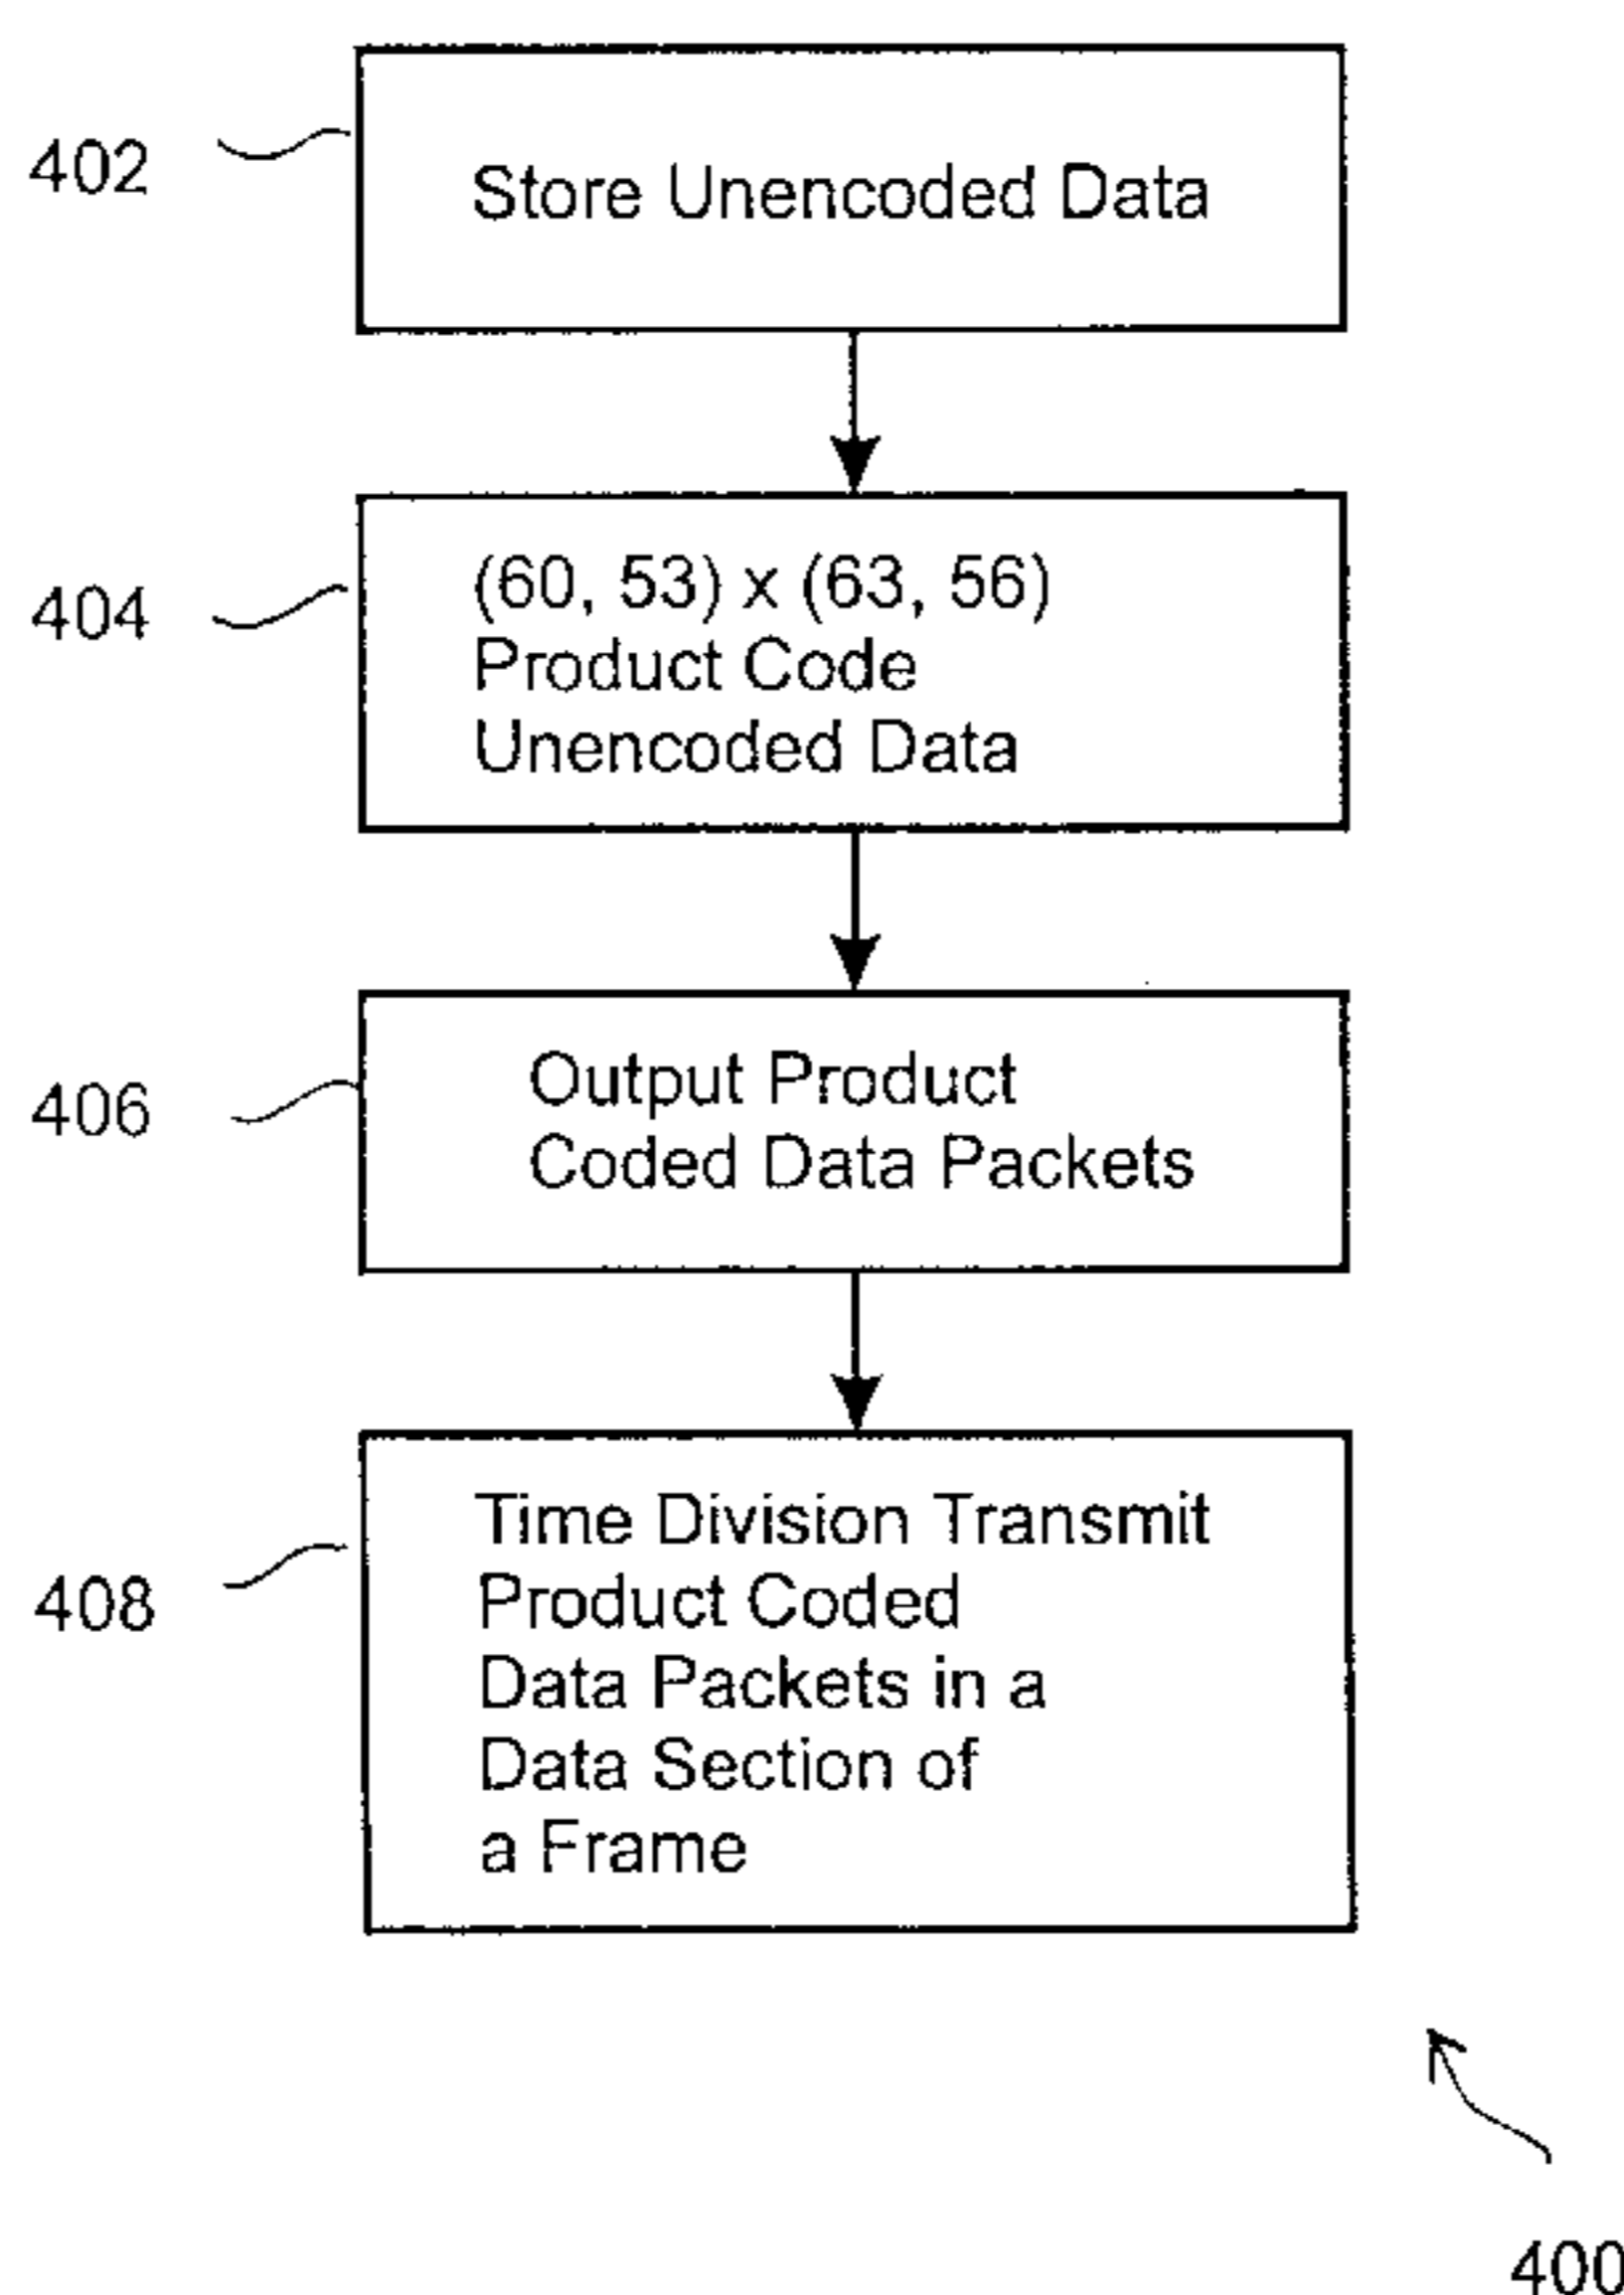 402
Store Unencoded Data
404
(60, 53) x (63, 56)
Product Code
Unencoded Data
406
Output Product
Coded Data Packets
408
Time Division Transmit
Product Coded
Data Packets in a
Data Section of
a Frame
400